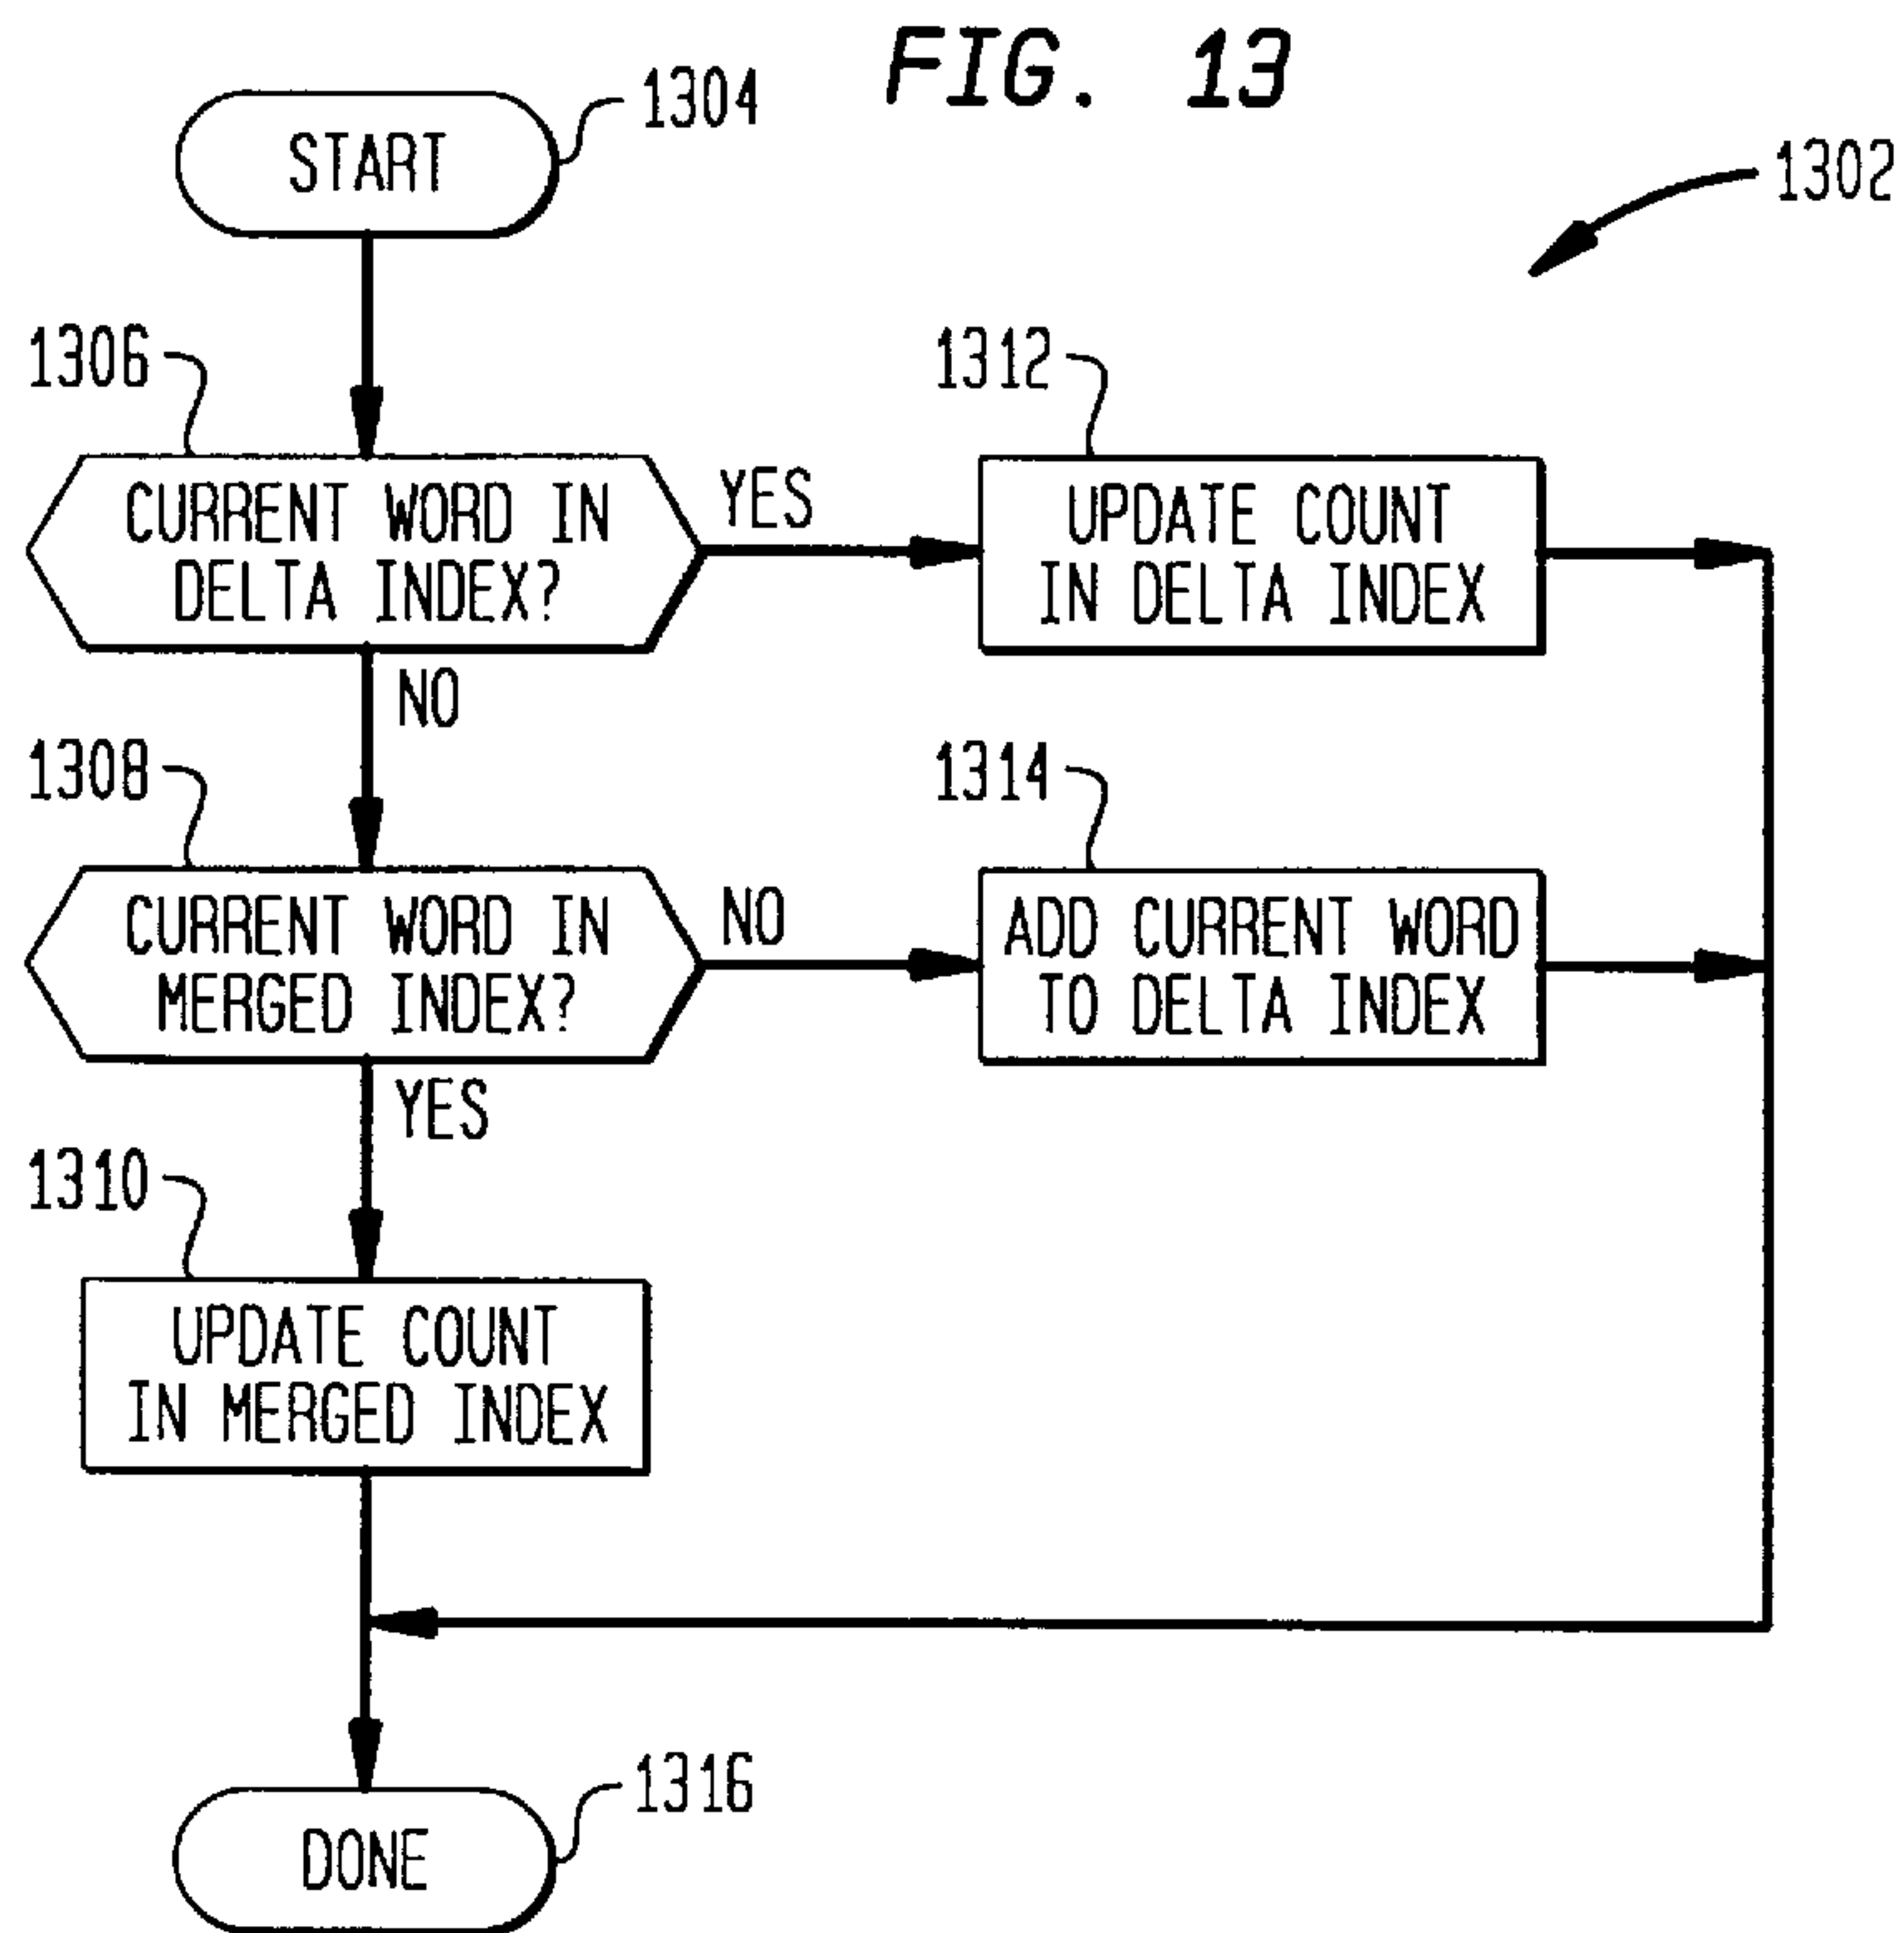 FIG. 13
1304
START
1302
1306
CURRENT WORD IN
DELTA INDEX?
YES
1312
UPDATE COUNT
IN DELTA INDEX
NO
1308
CURRENT WORD IN
MERGED INDEX?
NO
1314
ADD CURRENT WORD
TO DELTA INDEX
YES
1310
UPDATE COUNT
IN MERGED INDEX
1316
DONE